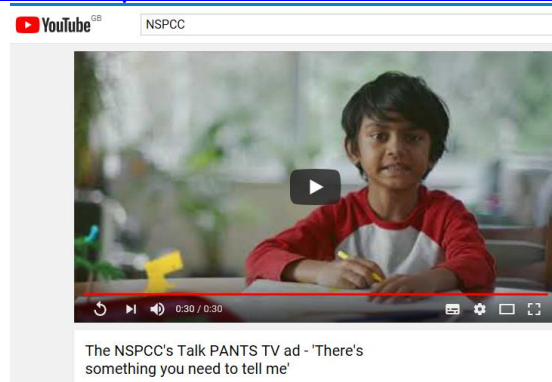 YouTube GB
NSPCC
0:30 / 0:30
The NSPCC's Talk PANTS TV ad - 'There's
something you need to tell me'